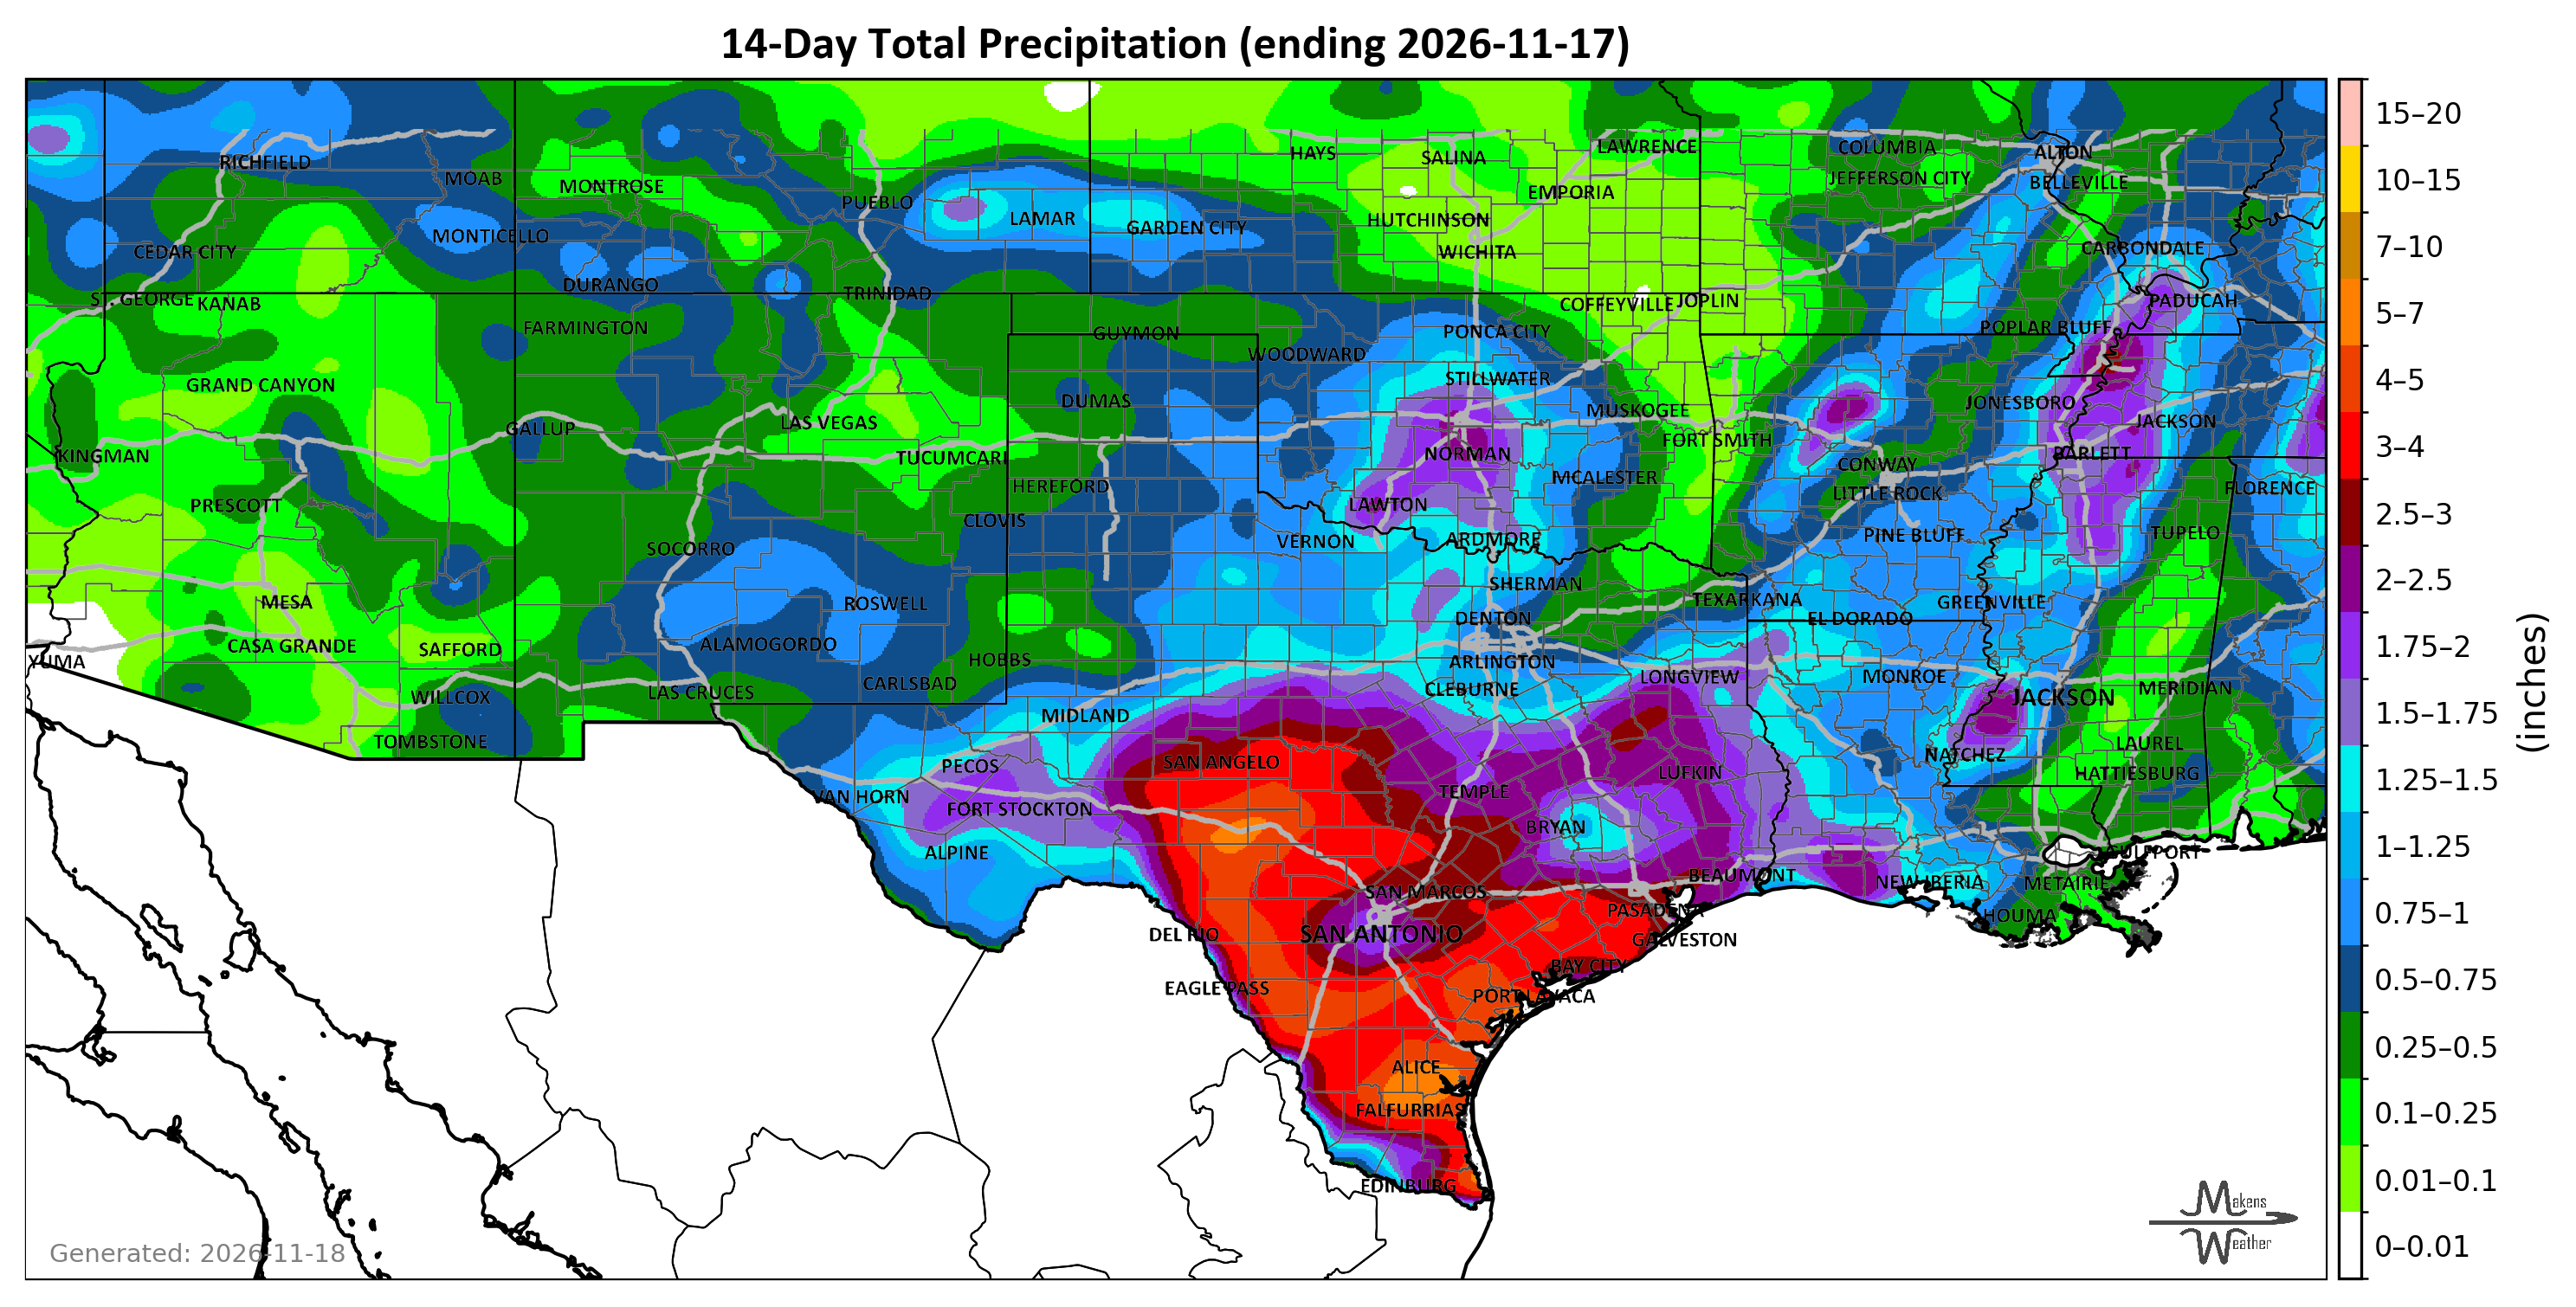 14-Day Total Precipitation (ending 2026-11-17)
RICHFIELD
MOAB
MONTROSE
PUEBLO
LAMAR
GARDEN CITY
HAYS
SALINA
LAWRENCE
EMPORIA
HUTCHINSON
WICHITA
COLUMBIA
JEFFERSON CITY
ALTON
BELLEVILLE
CEDAR CITY
MONTICELLO
DURANGO
TRINIDAD
CARBONDALE
ST. GEORGE
KANAB
FARMINGTON
GUYMON
WOODWARD
PONCA CITY
COFFEYVILLE
JOPLIN
POPLAR BLUFF
PADUCAH
GRAND CANYON
DUMAS
STILLWATER
MUSKOGEE
JONESBORO
JACKSON
KINGMAN
GALLUP
LAS VEGAS
TUCUMCARI
NORMAN
FORT SMITH
CONWAY
BARLETT
PRESCOTT
HEREFORD
LAWTON
MCALESTER
LITTLE ROCK
FLORENCE
SOCORRO
CLOVIS
VERNON
ARDMORE
PINE BLUFF
TUPELO
MESA
ROSWELL
SHERMAN
DENTON
TEXARKANA
EL DORADO
GREENVILLE
YUMA
CASA GRANDE
SAFFORD
ALAMOGORDO
HOBBS
ARLINGTON
WILLCOX
LAS CRUCES
CARLSBAD
CLEBURNE
LONGVIEW
MONROE
JACKSON
MERIDIAN
TOMBSTONE
MIDLAND
PECOS
SAN ANGELO
LUFKIN
NATCHEZ
LAUREL
HATTIESBURG
VAN HORN
FORT STOCKTON
TEMPLE
BRYAN
ALPINE
SAN MARCOS
BEAUMONT
NEW IBERIA
METAIRIE
GULFPORT
HOUMA
DEL RIO
SAN ANTONIO
PASADENA
GALVESTON
EAGLE PASS
BAY CITY
PORT LAVACA
ALICE
FALFURRIAS
EDINBURG
15–20
10–15
7–10
5–7
4–5
3–4
2.5–3
2–2.5
1.75–2
1.5–1.75
1.25–1.5
1–1.25
0.75–1
0.5–0.75
0.25–0.5
0.1–0.25
0.01–0.1
0–0.01
(inches)
Makens
Weather
Generated: 2026-11-18